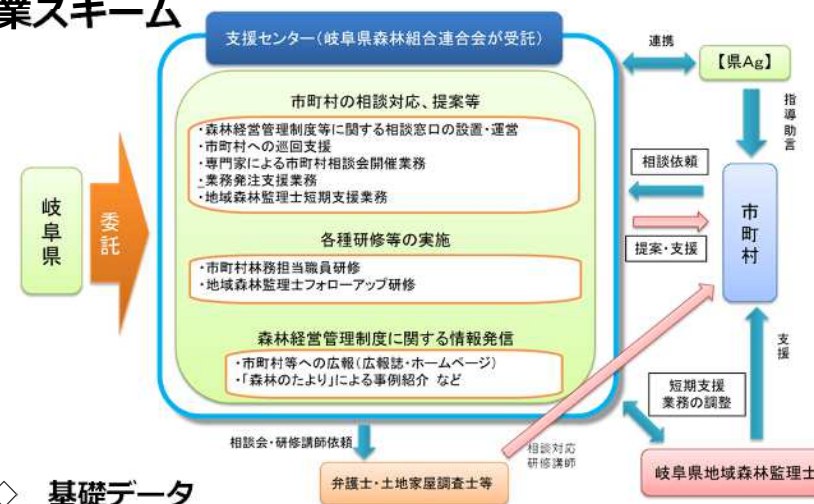 業スキーム
支援センター(岐阜県森林組合連合会が受託)
連携
【県Ag】
指導助言
市町村の相談対応、提案等
・森林経営管理制度等に関する相談窓口の設置・運営
・市町村への巡回支援
・専門家による市町村相談会開催業務
・業務発注支援業務
・地域森林監理士短期支援業務
岐阜県
委託
相談依頼
提案・支援
市町村
各種研修等の実施
・市町村林務担当職員研修
・地域森林監理士フォローアップ研修
森林経営管理制度に関する情報発信
・市町村等への広報(広報誌・ホームページ)
・「森林のたより」による事例紹介 など
支援
短期支援
業務の調整
相談会・研修講師依頼
相談対応
研修講師
弁護士・土地家屋調査士等
岐阜県地域森林監理士
◇ 基礎データ